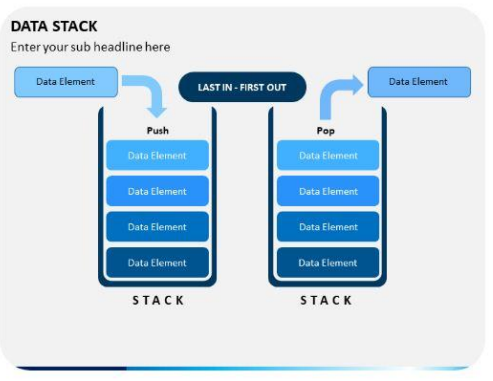 DATA STACK
Enter your sub headline here
Data Element
LAST IN - FIRST OUT
Data Element
Push
Data Element
Data Element
Data Element
Data Element
STACK
Pop
Data Element
Data Element
Data Element
Data Element
STACK